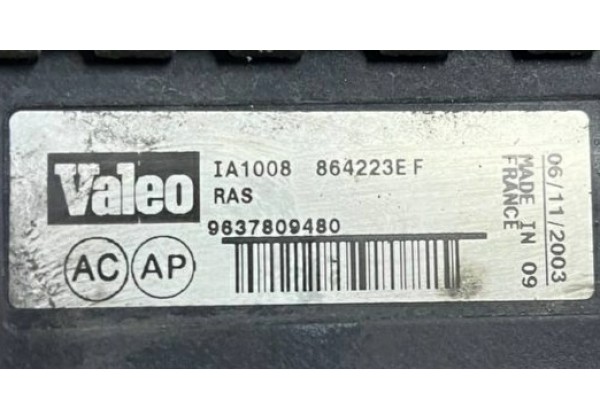 Valeo
IA1008 864223E F
RAS
9637809480
AC AP
MADE IN 09
FRANCE
06/11/2003